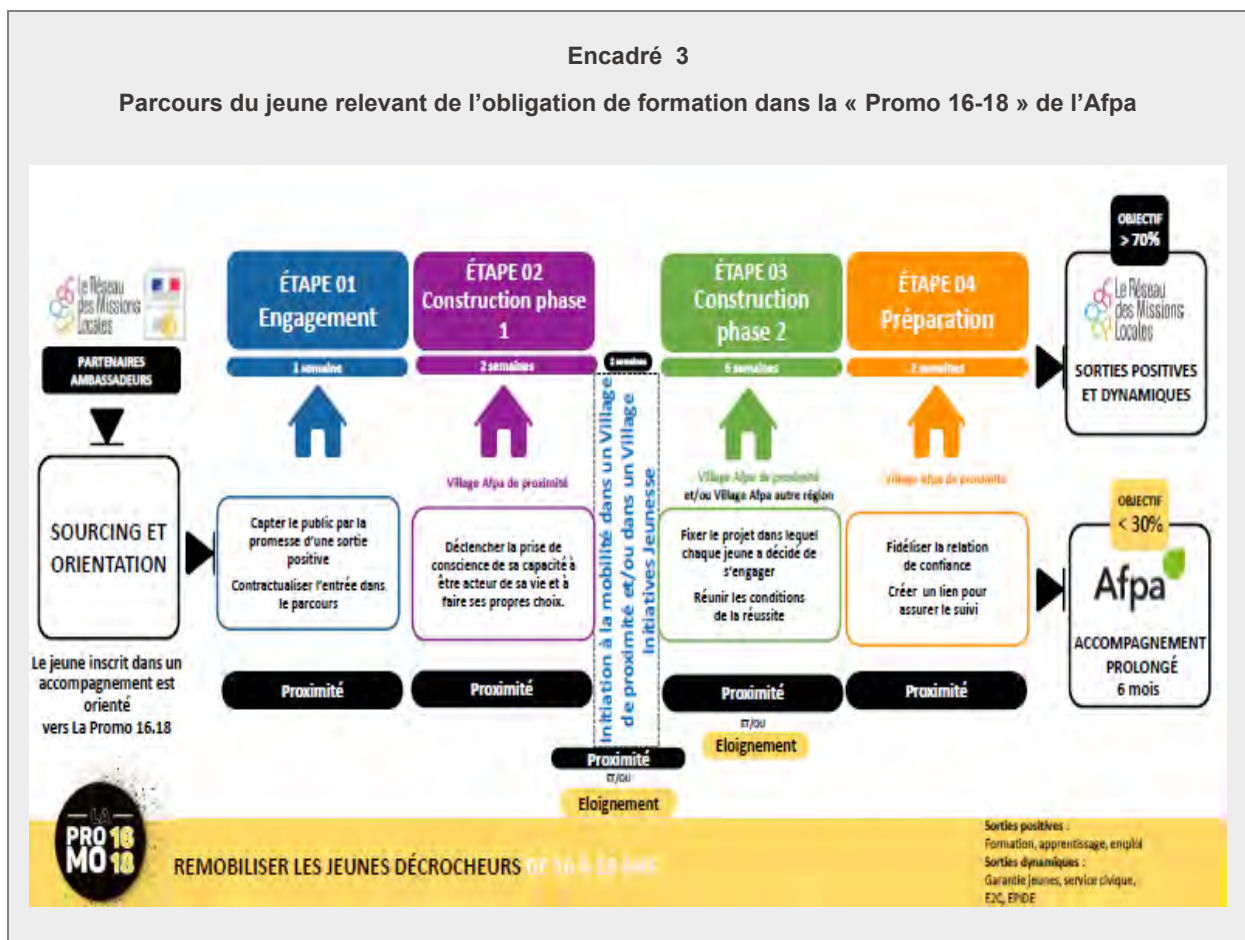 Encadré 3
Parcours du jeune relevant de l’obligation de formation dans la « Promo 16-18 » de l’Afpa
Le Réseau
des Missions
Locales
PARTENAIRES
AMBASSADEURS
SOURCING ET
ORIENTATION
Le jeune inscrit dans un
accompagnement est
orienté
vers La Promo 16.18
ÉTAPE 01
Engagement
1 semaine
Capter le public par la
promesse d'une sortie
positive
Contractualiser l'entrée dans
le parcours
Proximité
ÉTAPE 02
Construction phase
1
2 semaines
Village Afpa de proximité
Déclencher la prise de
conscience de sa capacité à
être acteur de sa vie et à
faire ses propres choix.
Proximité
semaines
Initiation à la mobilité dans un Village
de proximité et/ou dans un Village
Initiatives Jeunesse
Proximité
ET/OU
Eloignement
ÉTAPE 03
Construction
phase 2
semaines
Village Afpa de proximité
et/ou Village Afpa autre région
Fixer le projet dans lequel
chaque jeune a décidé de
s'engager
Réunir les conditions
de la réussite
Proximité
ET/OU
Eloignement
ÉTAPE 04
Préparation
semaines
Village Afpa de proximité
Fidéliser la relation
de confiance
Créer un lien pour
assurer le suivi
Proximité
OBJECTIF
> 70%
Le Réseau
des Missions
Locales
SORTIES POSITIVES
ET DYNAMIQUES
OBJECTIF
< 30%
Afpa
ACCOMPAGNEMENT
PROLONGÉ
6 mois
LA
PRO 16
MO 18
REMOBILISER LES JEUNES DÉCROCHEURS DE 16 À 18 ANS
Sorties positives :
Formation, apprentissage, emploi
Sorties dynamiques :
Garantie jeunes, service civique,
E2C, EPIDE